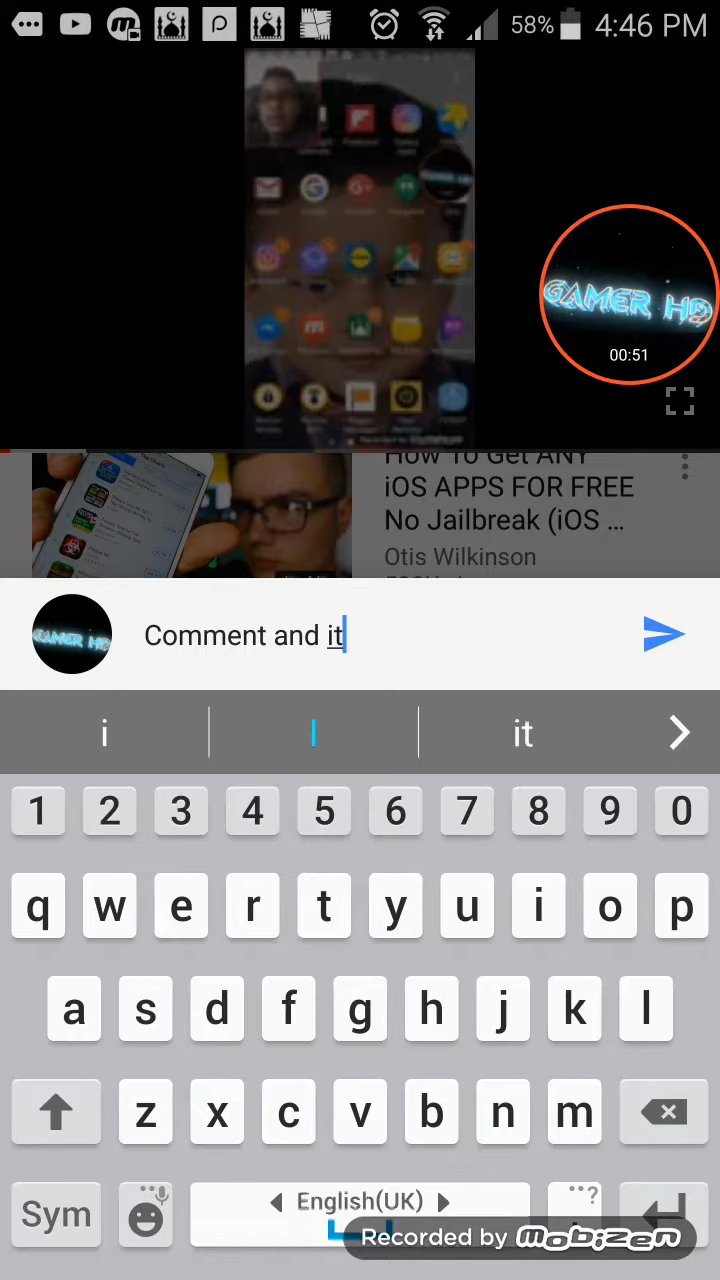 58% 4:46 PM
GAMER HD
00:51
How To Get ANY
iOS APPS FOR FREE
No Jailbreak (iOS ...
Otis Wilkinson
GAMER HD
Comment and it
i I it
1 2 3 4 5 6 7 8 9 0
q w e r t y u i o p
a s d f g h j k l
z x c v b n m
Sym English(UK) ?
Recorded by mobizen